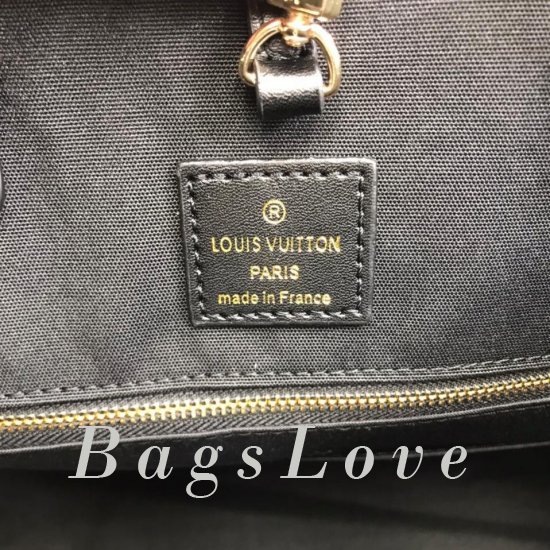 ®
LOUIS VUITTON
PARIS
made in France
BagsLove